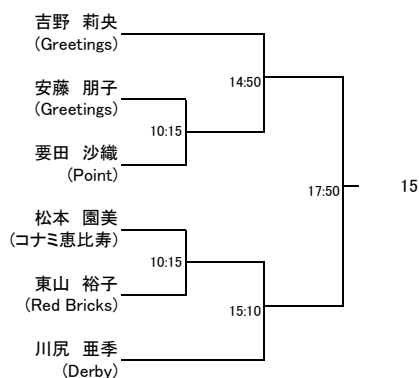 吉野 莉央
(Greetings)
14:50
安藤 朋子
(Greetings)
10:15
要田 沙織
(Point)
17:50
15
松本 園美
(コナミ恵比寿)
10:15
東山 裕子
(Red Bricks)
15:10
川尻 亜季
(Derby)